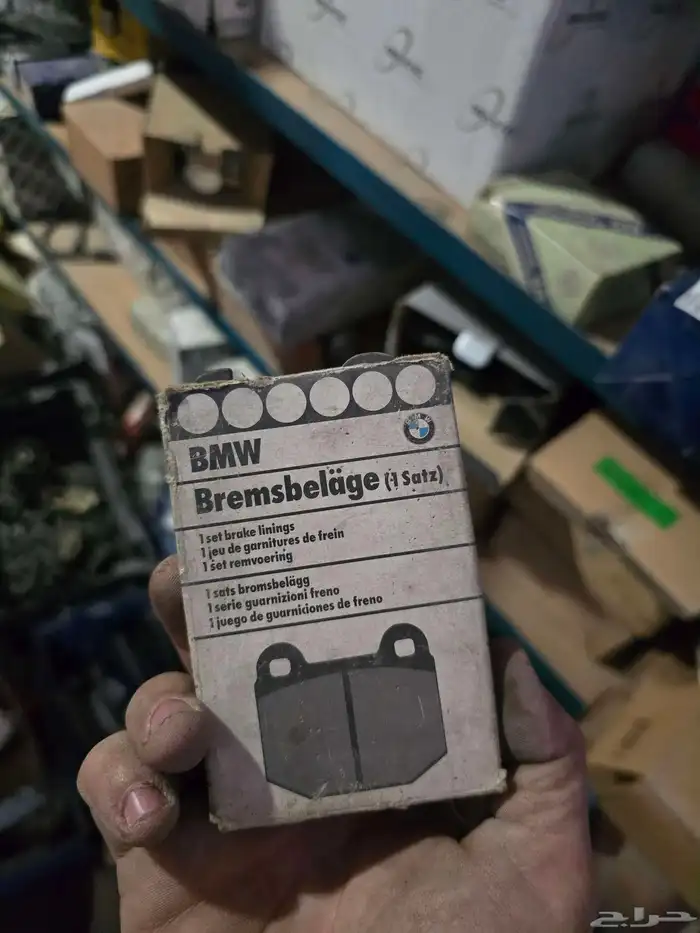 BMW
Bremsbeläge (1 Satz)
1 set brake linings
1 jeu de garnitures de frein
1 set remvoering
1 sats bromsbelägg
1 série guarnizioni freno
1 juego de guarniciones de freno
حراج